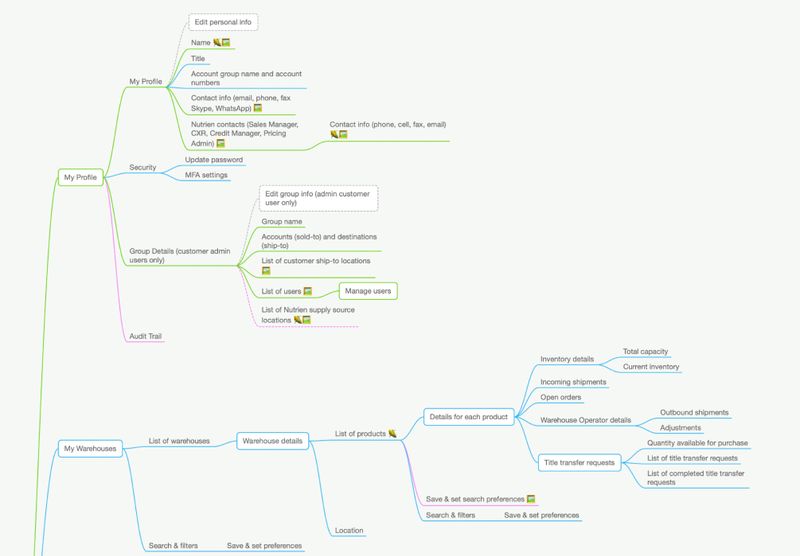 Edit personal info
Name
Title
Account group name and account
numbers
My Profile
Contact info (email, phone, fax
Skype, WhatsApp)
Nutrien contacts (Sales Manager,
CXR, Credit Manager, Pricing
Admin)
Contact info (phone, cell, fax, email)
My Profile
Security
Update password
MFA settings
Edit group info (admin customer
user only)
Group name
Accounts (sold-to) and destinations
(ship-to)
Group Details (customer admin
users only)
List of customer ship-to locations
List of users
Manage users
List of Nutrien supply source
locations
Audit Trail
My Warehouses
List of warehouses
Warehouse details
List of products
Details for each product
Inventory details
Total capacity
Current inventory
Incoming shipments
Open orders
Warehouse Operator details
Outbound shipments
Adjustments
Title transfer requests
Quantity available for purchase
List of title transfer requests
List of completed title transfer
requests
Save & set search preferences
Search & filters
Save & set preferences
Location
Search & filters
Save & set preferences